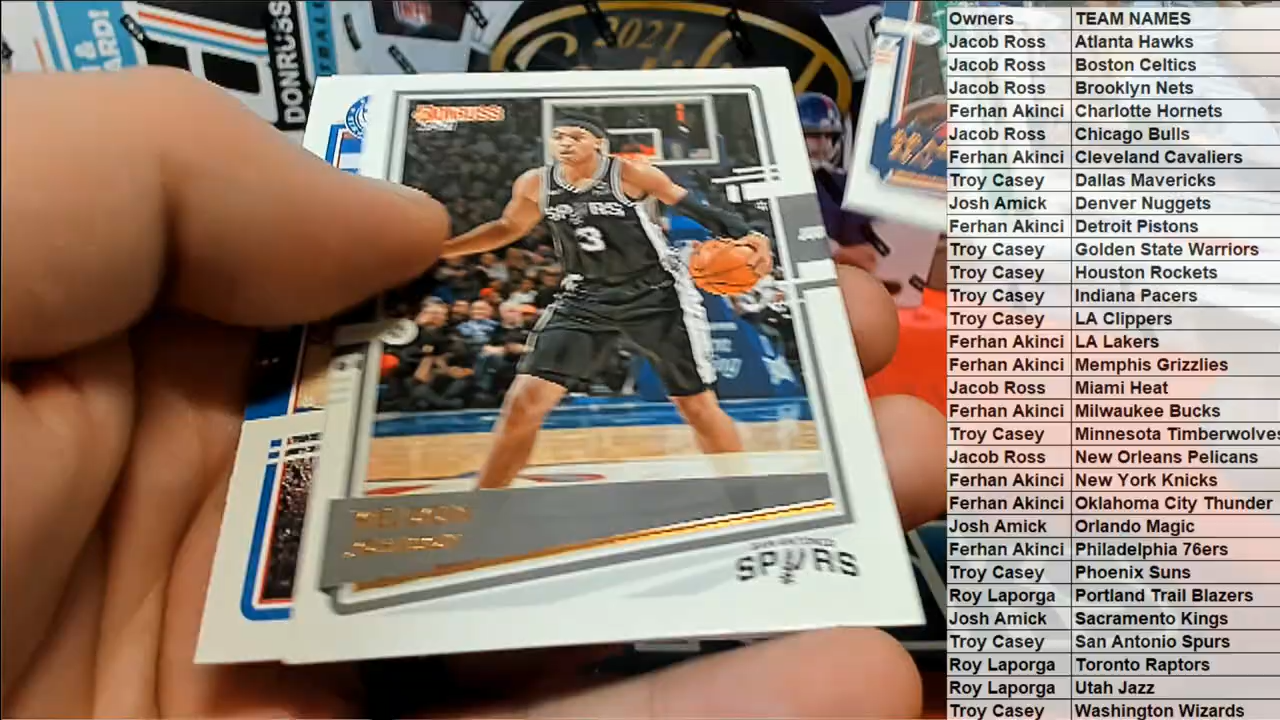 DONRUSS
2021
DONRUSS
SPURS
3
KELDON
JOHNSON
SAN ANTONIO
SPURS
Owners TEAM NAMES
Jacob Ross Atlanta Hawks
Jacob Ross Boston Celtics
Jacob Ross Brooklyn Nets
Ferhan Akinci Charlotte Hornets
Jacob Ross Chicago Bulls
Ferhan Akinci Cleveland Cavaliers
Troy Casey Dallas Mavericks
Josh Amick Denver Nuggets
Ferhan Akinci Detroit Pistons
Troy Casey Golden State Warriors
Troy Casey Houston Rockets
Troy Casey Indiana Pacers
Troy Casey LA Clippers
Ferhan Akinci LA Lakers
Ferhan Akinci Memphis Grizzlies
Jacob Ross Miami Heat
Ferhan Akinci Milwaukee Bucks
Troy Casey Minnesota Timberwolves
Jacob Ross New Orleans Pelicans
Ferhan Akinci New York Knicks
Ferhan Akinci Oklahoma City Thunder
Josh Amick Orlando Magic
Ferhan Akinci Philadelphia 76ers
Troy Casey Phoenix Suns
Roy Laporga Portland Trail Blazers
Josh Amick Sacramento Kings
Troy Casey San Antonio Spurs
Roy Laporga Toronto Raptors
Roy Laporga Utah Jazz
Troy Casey Washington Wizards